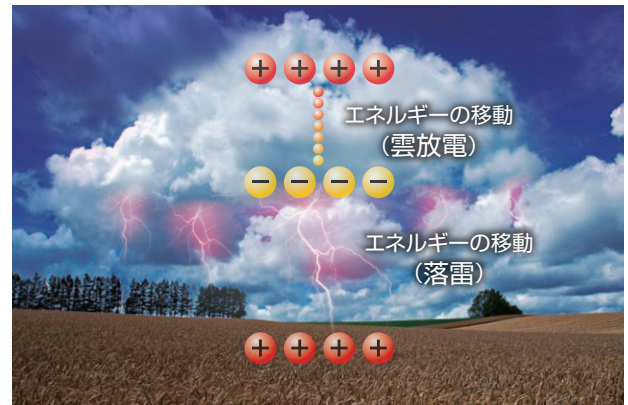 + + + +
エネルギーの移動
（雲放電）
− − − −
エネルギーの移動
（落雷）
+ + + +